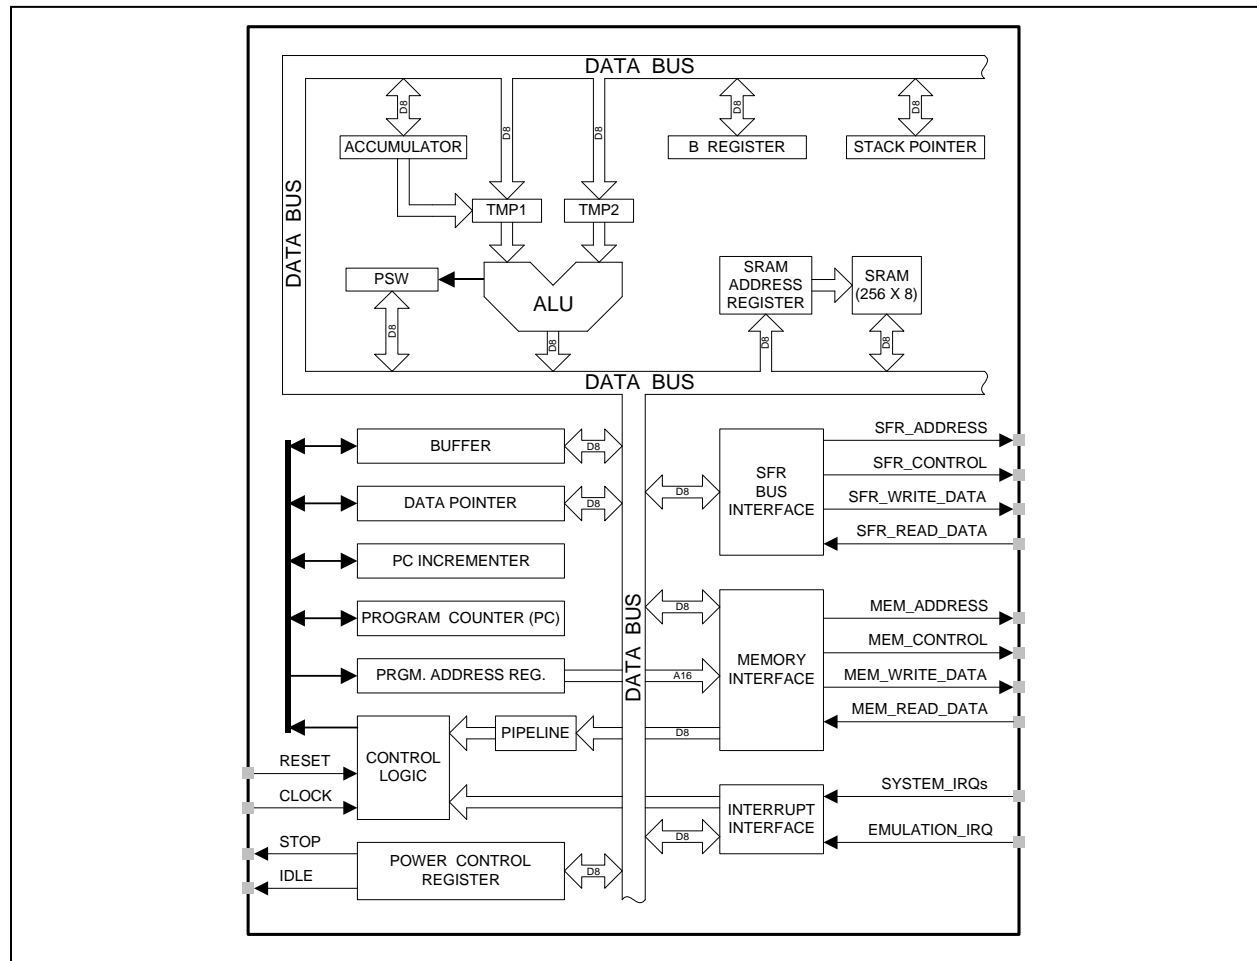 DATA BUS
D8
D8
D8
D8
D8
ACCUMULATOR
B REGISTER
STACK POINTER
DATA BUS
TMP1
TMP2
PSW
ALU
SRAM
ADDRESS
REGISTER
SRAM
(256 X 8)
D8
D8
D8
D8
DATA BUS
BUFFER
D8
DATA POINTER
D8
PC INCREMENTER
PROGRAM COUNTER (PC)
PRGM. ADDRESS REG.
A16
DATA BUS
D8
SFR
BUS
INTERFACE
SFR_ADDRESS
SFR_CONTROL
SFR_WRITE_DATA
SFR_READ_DATA
D8
MEMORY
INTERFACE
MEM_ADDRESS
MEM_CONTROL
MEM_WRITE_DATA
MEM_READ_DATA
PIPELINE
D8
CONTROL
LOGIC
RESET
CLOCK
INTERRUPT
INTERFACE
D8
SYSTEM_IRQs
EMULATION_IRQ
STOP
IDLE
POWER CONTROL
REGISTER
D8